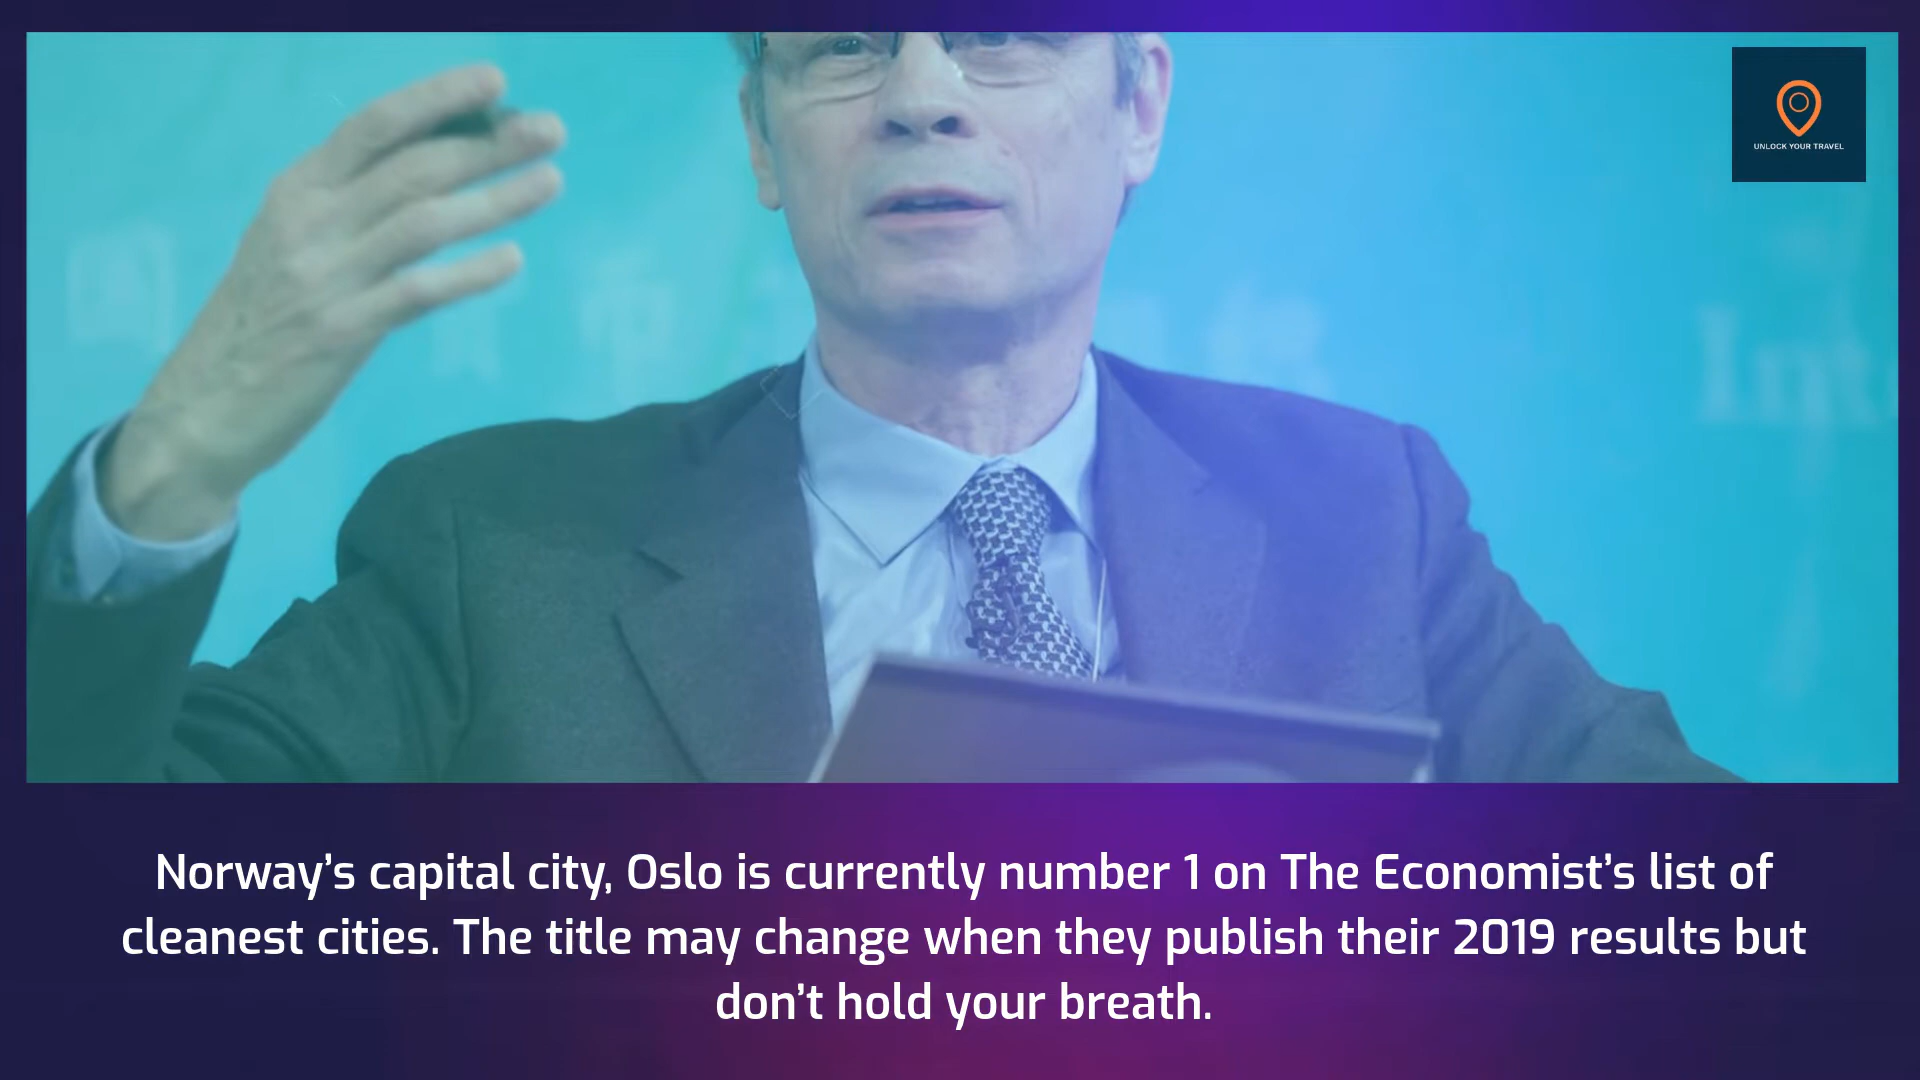 UNLOCK YOUR TRAVEL
Int
Norway’s capital city, Oslo is currently number 1 on The Economist’s list of
cleanest cities. The title may change when they publish their 2019 results but
don’t hold your breath.